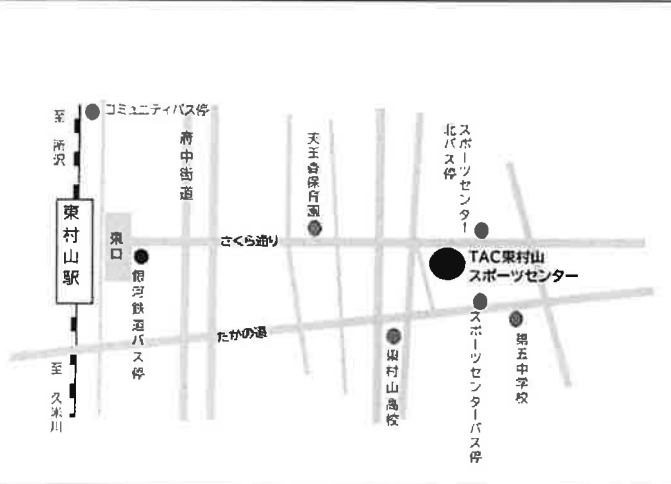 コミュニティバス停
至 所沢
府中街道
東村山駅
東口
銀河鉄道バス停
さくら通り
天王森保育園
スポーツセンター
北バス停
TAC東村山
スポーツセンター
たかの道
東村山高校
スポーツセンターバス停
第五中学校
至 久米川